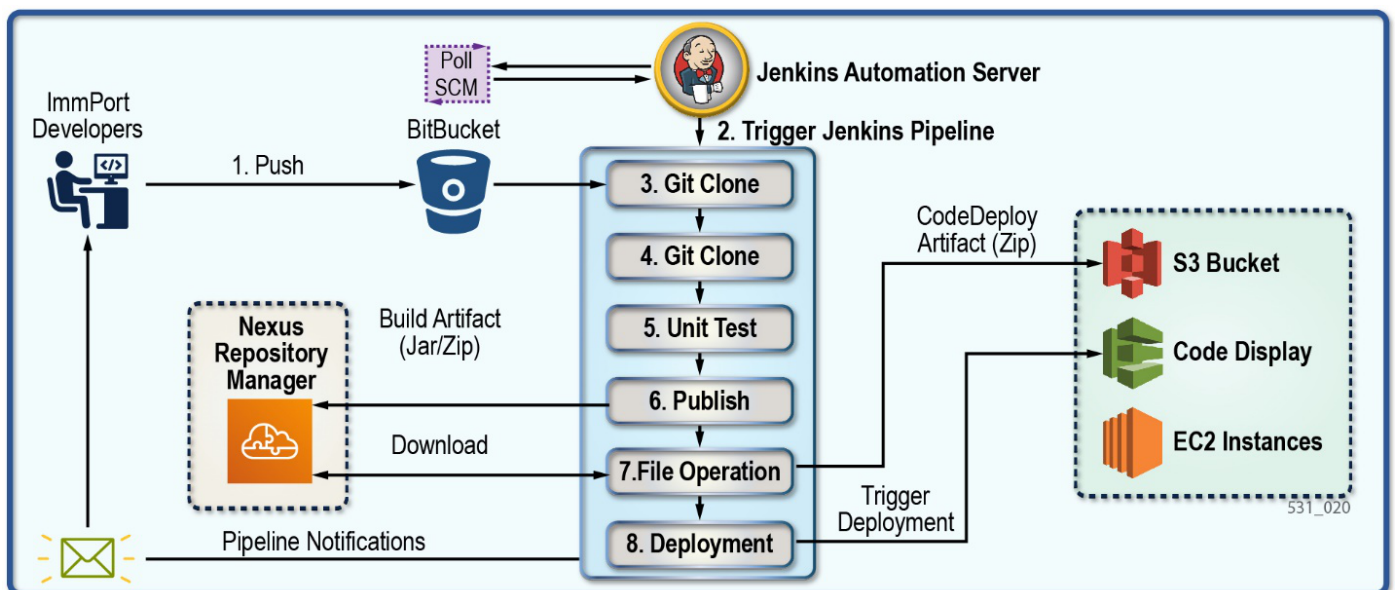 Poll
SCM
Jenkins Automation Server
ImmPort
Developers
BitBucket
2. Trigger Jenkins Pipeline
1. Push
</>
3. Git Clone
4. Git Clone
5. Unit Test
6. Publish
7.File Operation
8. Deployment
CodeDeploy
Artifact (Zip)
S3 Bucket
Code Display
EC2 Instances
531_020
Build Artifact
(Jar/Zip)
Nexus
Repository
Manager
Download
Trigger
Deployment
Pipeline Notifications